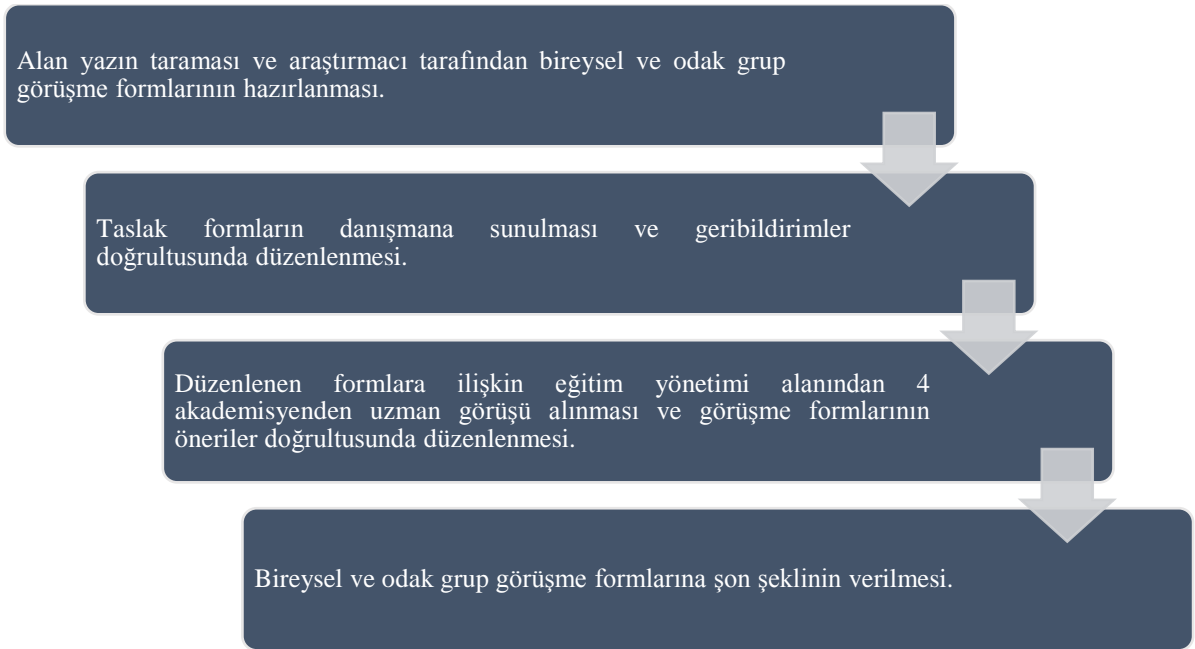 Alan yazın taraması ve araştırmacı tarafından bireysel ve odak grup
görüşme formlarının hazırlanması.
Taslak formların danışmana sunulması ve geribildirimler
doğrultusunda düzenlenmesi.
Düzenlenen formlara ilişkin eğitim yönetimi alanından 4
akademisyenden uzman görüşü alınması ve görüşme formlarının
öneriler doğrultusunda düzenlenmesi.
Bireysel ve odak grup görüşme formlarına şon şeklinin verilmesi.